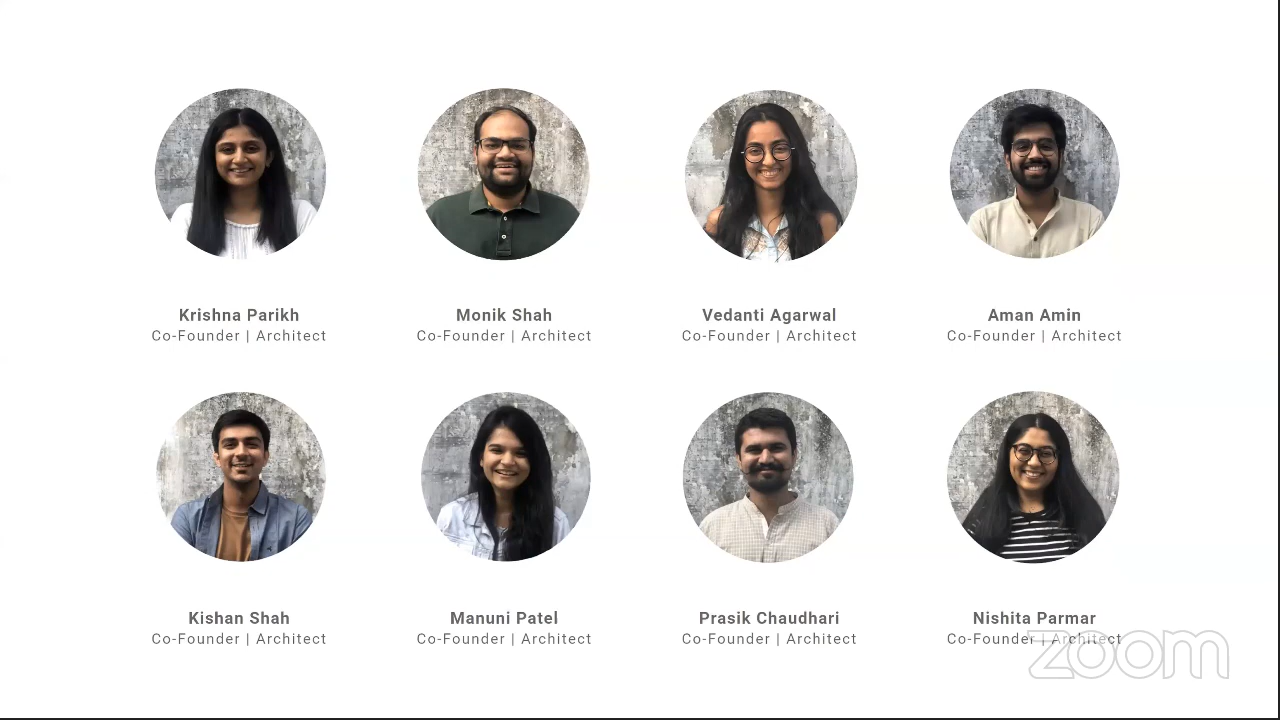 Krishna Parikh
Co-Founder | Architect
Monik Shah
Co-Founder | Architect
Vedanti Agarwal
Co-Founder | Architect
Aman Amin
Co-Founder | Architect
Kishan Shah
Co-Founder | Architect
Manuni Patel
Co-Founder | Architect
Prasik Chaudhari
Co-Founder | Architect
Nishita Parmar
Co-Founder | Architect
zoom